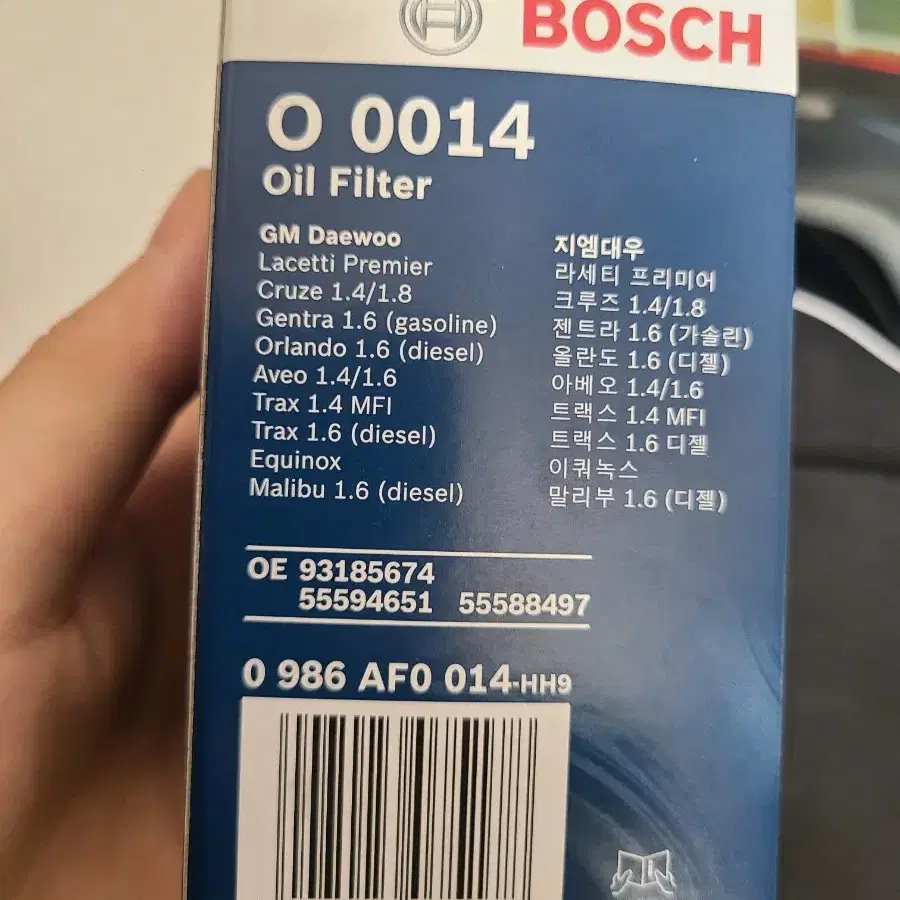 BOSCH
O 0014
Oil Filter
GM Daewoo
Lacetti Premier
Cruze 1.4/1.8
Gentra 1.6 (gasoline)
Orlando 1.6 (diesel)
Aveo 1.4/1.6
Trax 1.4 MFI
Trax 1.6 (diesel)
Equinox
Malibu 1.6 (diesel)
지엠대우
라세티 프리미어
크루즈 1.4/1.8
젠트라 1.6 (가솔린)
올란도 1.6 (디젤)
아베오 1.4/1.6
트랙스 1.4 MFI
트랙스 1.6 디젤
이쿼녹스
말리부 1.6 (디젤)
OE 93185674
55594651 55588497
0 986 AF0 014-HH9